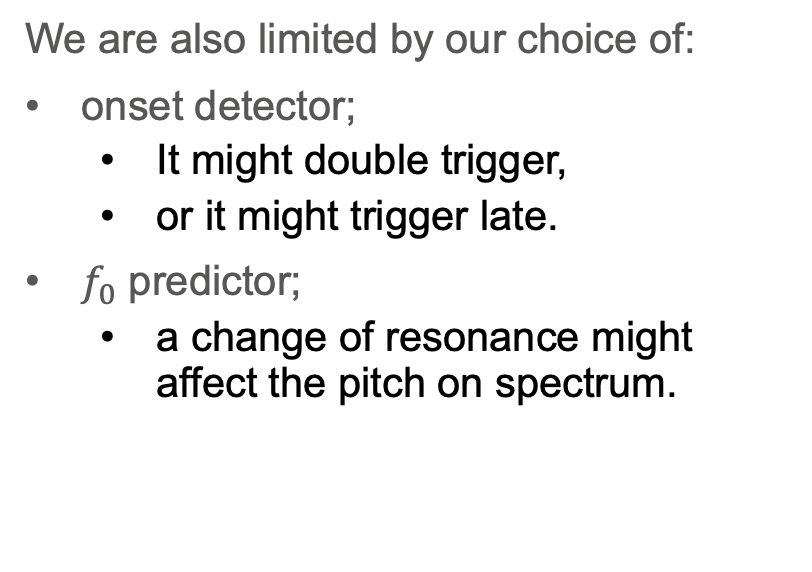 We are also limited by our choice of:
• onset detector;
• It might double trigger,
• or it might trigger late.
• f₀ predictor;
• a change of resonance might
affect the pitch on spectrum.